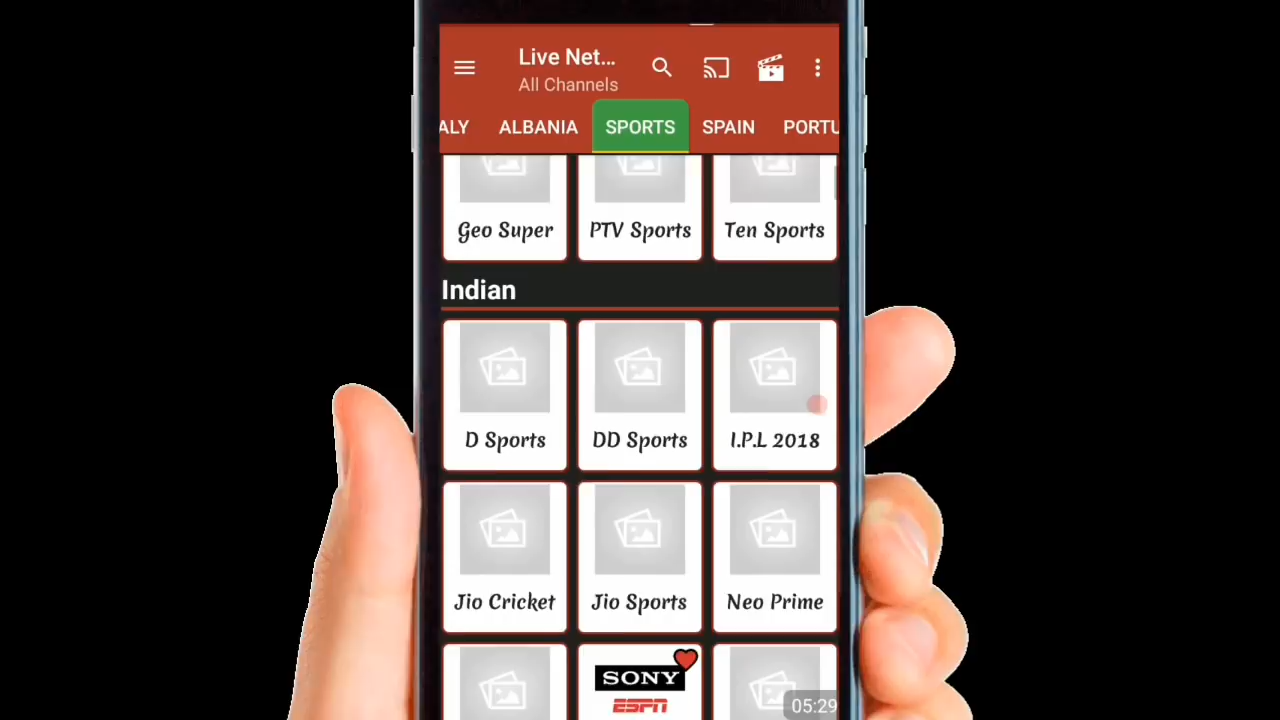 Live Net...
All Channels
ALY ALBANIA SPORTS SPAIN PORTU
Geo Super PTV Sports Ten Sports
Indian
D Sports DD Sports I.P.L 2018
Jio Cricket Jio Sports Neo Prime
SONY
ESPN
05:29